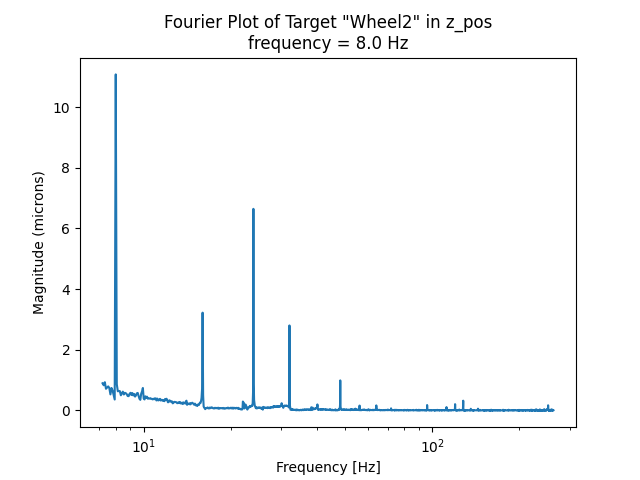 Fourier Plot of Target "Wheel2" in z_pos
frequency = 8.0 Hz
Magnitude (microns)
10
8
6
4
2
0
10¹
10²
Frequency [Hz]